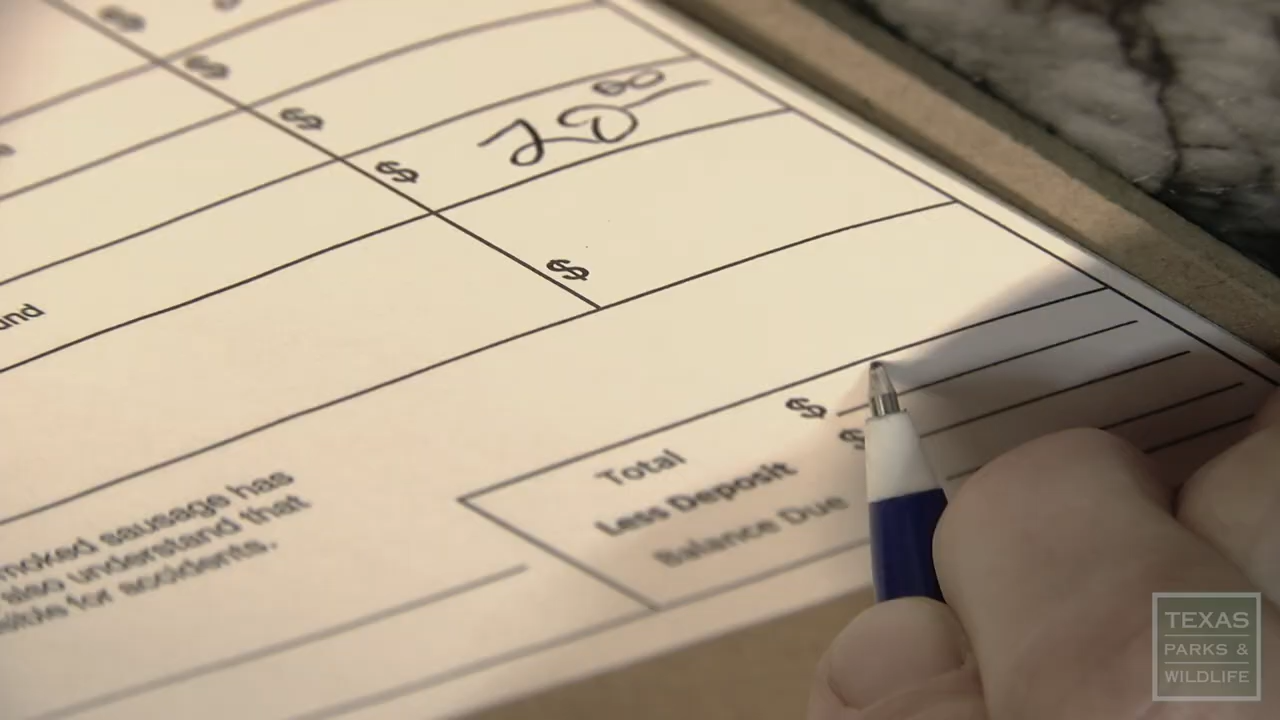 $
$
$
$ 20 00
$
und
$
Total
$
Less Deposit
Balance Due
moked sausage has
also understand that
sible for accidents.
TEXAS
PARKS &
WILDLIFE